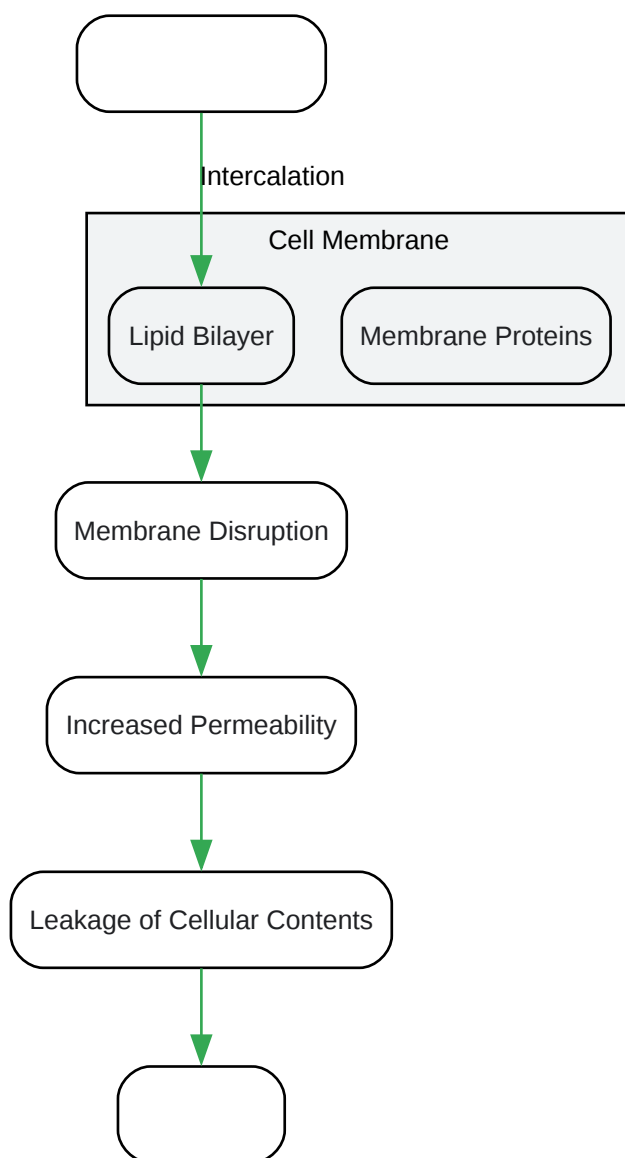 Intercalation
Cell Membrane
Lipid Bilayer
Membrane Proteins
Membrane Disruption
Increased Permeability
Leakage of Cellular Contents